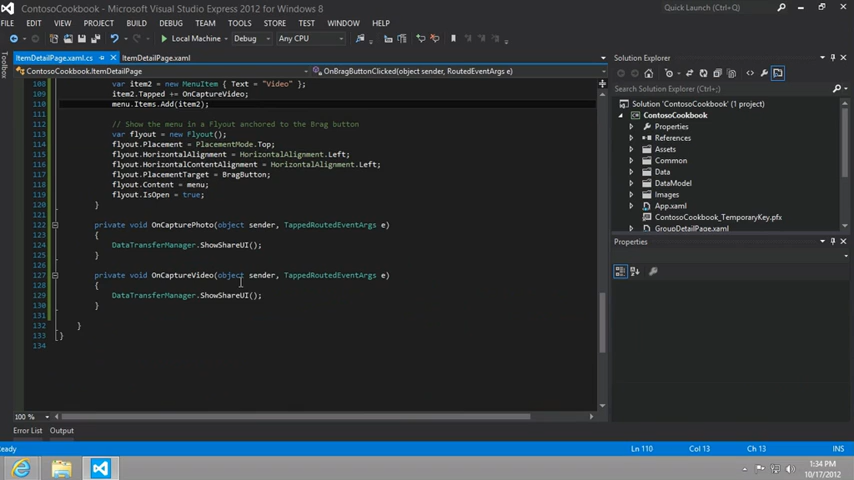 ContosoCookbook - Microsoft Visual Studio Express 2012 for Windows 8
Quick Launch (Ctrl+Q)
FILE EDIT VIEW PROJECT BUILD DEBUG TEAM TOOLS STORE TEST WINDOW HELP
Local Machine Debug Any CPU
Toolbox
ItemDetailPage.xaml.cs ItemDetailPage.xaml
ContosoCookbook.ItemDetailPage OnBragButtonClicked(object sender, RoutedEventArgs e)
108 var item2 = new MenuItem { Text = "Video" };
109 item2.Tapped += OnCaptureVideo;
110 menu.Items.Add(item2);
111
112 // Show the menu in a Flyout anchored to the Brag button
113 var flyout = new Flyout();
114 flyout.Placement = PlacementMode.Top;
115 flyout.HorizontalAlignment = HorizontalAlignment.Left;
116 flyout.HorizontalContentAlignment = HorizontalAlignment.Left;
117 flyout.PlacementTarget = BragButton;
118 flyout.Content = menu;
119 flyout.IsOpen = true;
120 }
121
122 private void OnCapturePhoto(object sender, TappedRoutedEventArgs e)
123 {
124 DataTransferManager.ShowShareUI();
125 }
126
127 private void OnCaptureVideo(object sender, TappedRoutedEventArgs e)
128 {
129 DataTransferManager.ShowShareUI();
130 }
131
132 }
133 }
134
100 %
Error List Output
Solution Explorer
Search Solution Explorer (Ctrl+;)
Solution 'ContosoCookbook' (1 project)
ContosoCookbook
Properties
References
Assets
Common
Data
DataModel
Images
App.xaml
ContosoCookbook_TemporaryKey.pfx
GroupDetailPage.xaml
Properties
Ready Ln 110 Col 13 Ch 13 INS
1:34 PM
10/17/2012